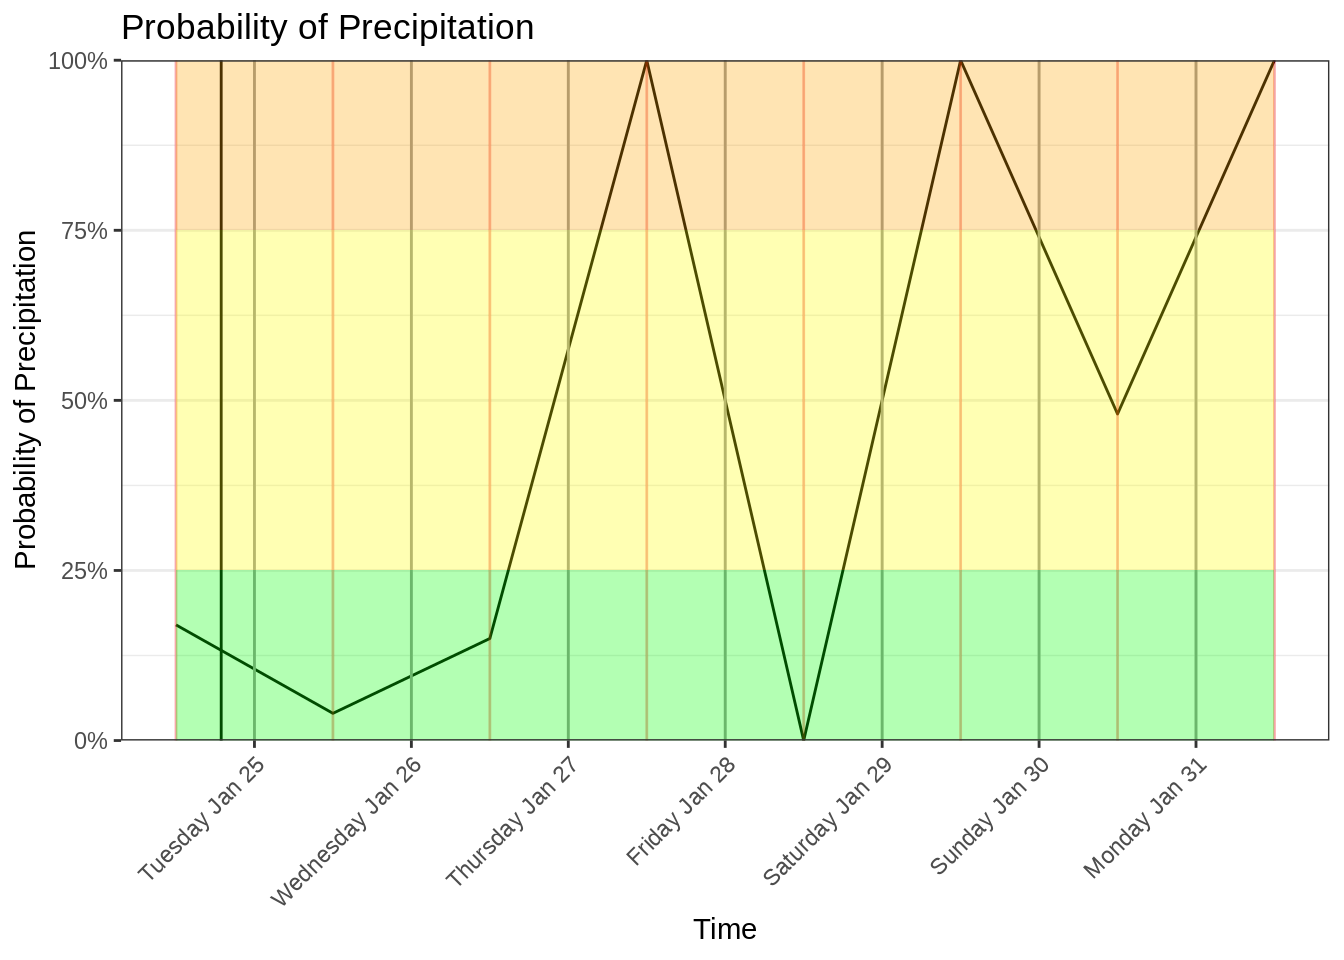 Probability of Precipitation
100%
75%
50%
25%
0%
Probability of Precipitation
Tuesday Jan 25
Wednesday Jan 26
Thursday Jan 27
Friday Jan 28
Saturday Jan 29
Sunday Jan 30
Monday Jan 31
Time